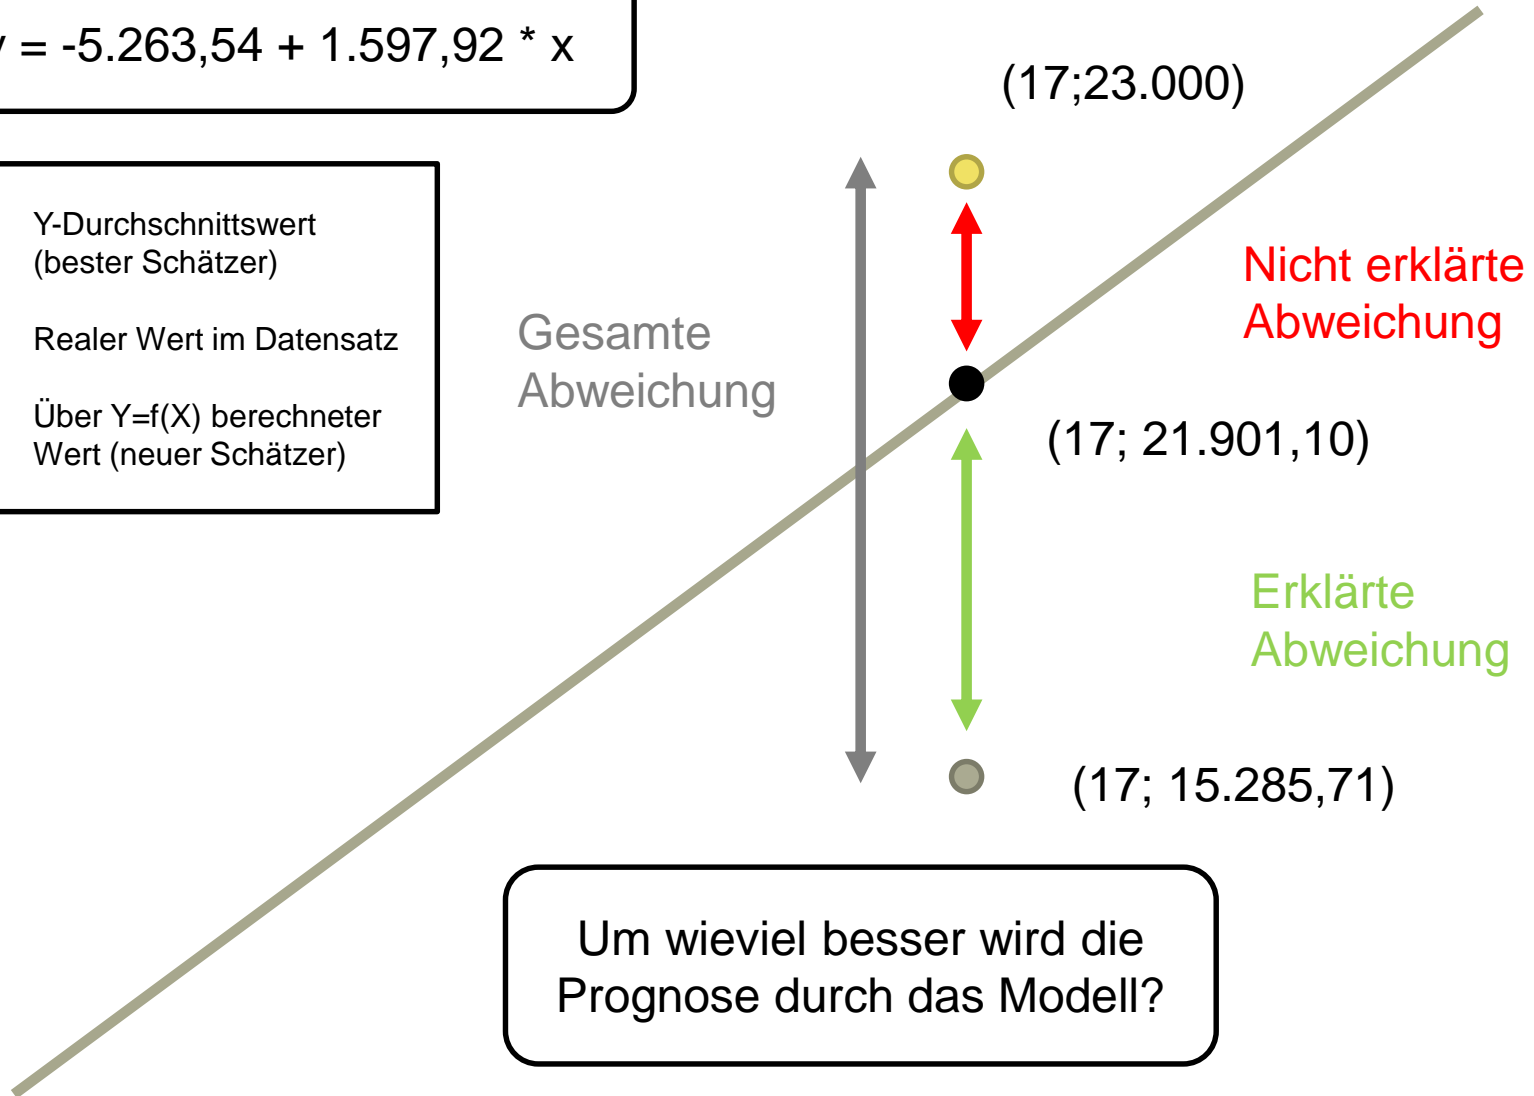 = -5.263,54 + 1.597,92 * x
(17;23.000)
Y-Durchschnittswert
(bester Schätzer)
Realer Wert im Datensatz
Über Y=f(X) berechneter
Wert (neuer Schätzer)
Gesamte
Abweichung
Nicht erklärte
Abweichung
(17; 21.901,10)
Erklärte
Abweichung
(17; 15.285,71)
Um wieviel besser wird die
Prognose durch das Modell?